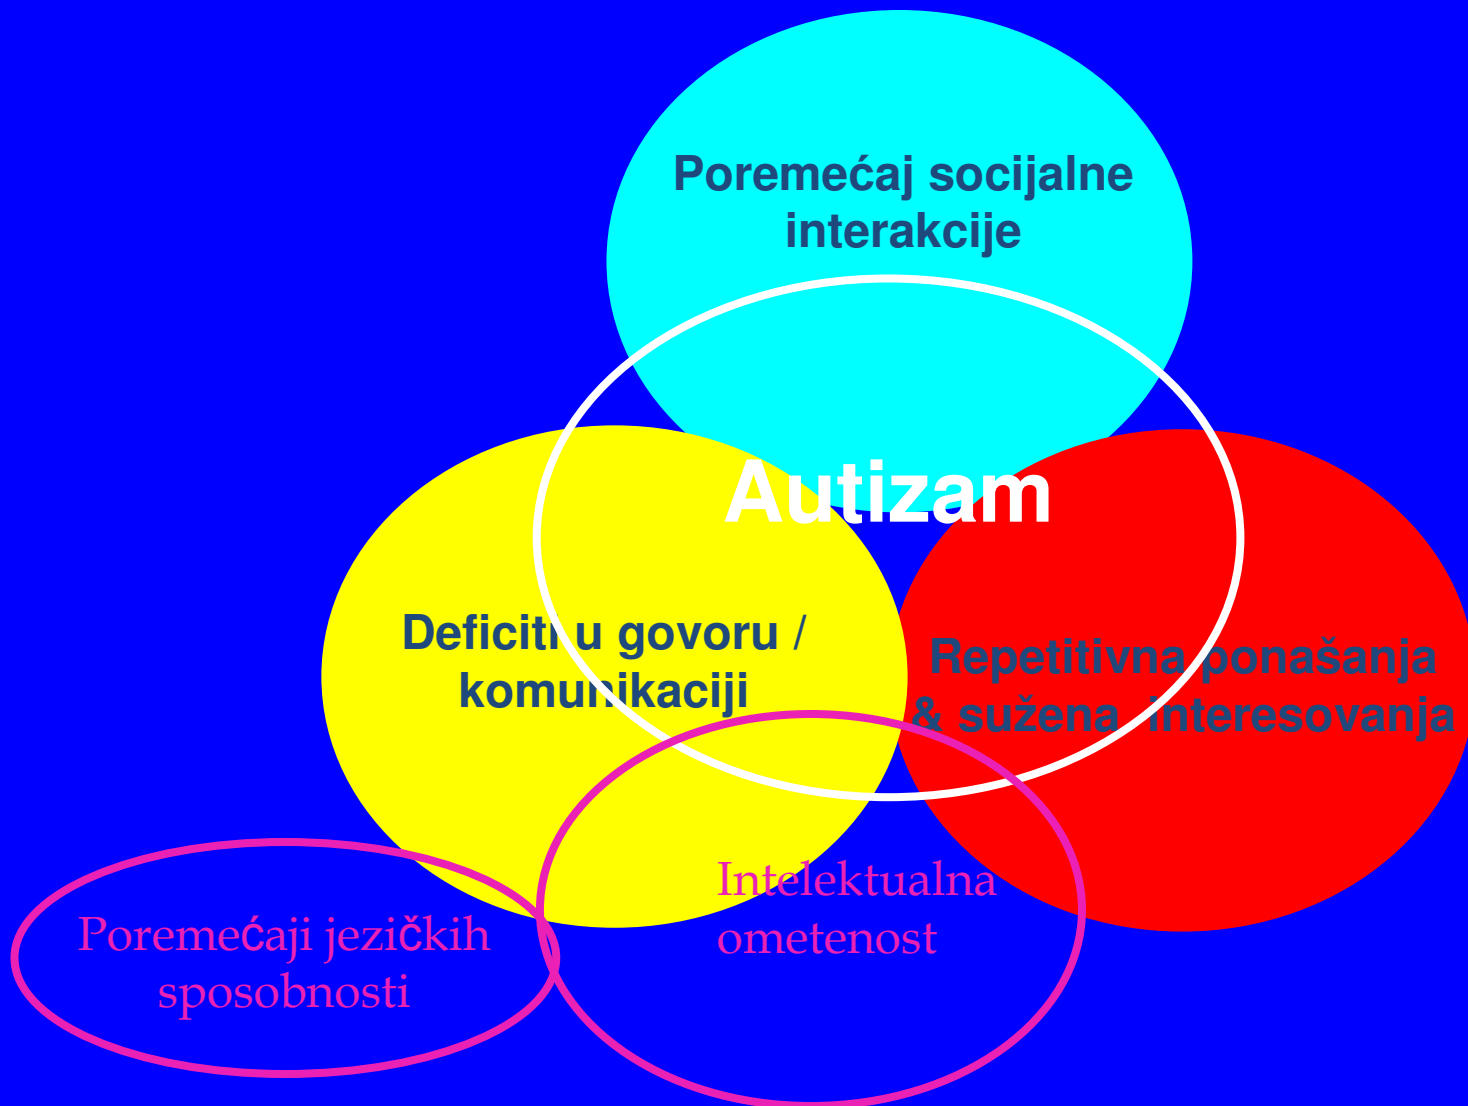 Poremećaj socijalne
interakcije
Autizam
Deficiti u govoru /
komunikaciji
Repetitivna ponašanja
& sužena interesovanja
Intelektualna
ometenost
Poremećaji jezičkih
sposobnosti